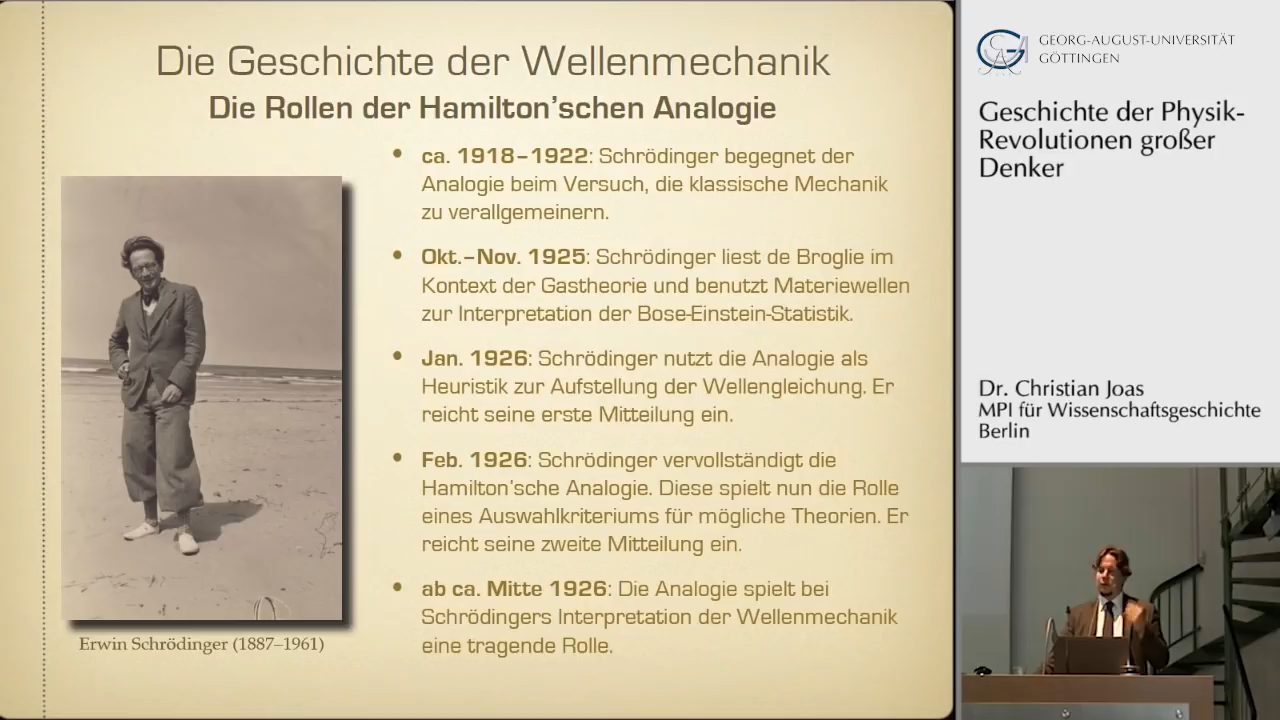 Die Geschichte der Wellenmechanik
Die Rollen der Hamilton'schen Analogie
• ca. 1918–1922: Schrödinger begegnet der
Analogie beim Versuch, die klassische Mechanik
zu verallgemeinern.
• Okt.–Nov. 1925: Schrödinger liest de Broglie im
Kontext der Gastheorie und benutzt Materiewellen
zur Interpretation der Bose-Einstein-Statistik.
• Jan. 1926: Schrödinger nutzt die Analogie als
Heuristik zur Aufstellung der Wellengleichung. Er
reicht seine erste Mitteilung ein.
• Feb. 1926: Schrödinger vervollständigt die
Hamilton'sche Analogie. Diese spielt nun die Rolle
eines Auswahlkriteriums für mögliche Theorien. Er
reicht seine zweite Mitteilung ein.
• ab ca. Mitte 1926: Die Analogie spielt bei
Schrödingers Interpretation der Wellenmechanik
eine tragende Rolle.
Erwin Schrödinger (1887–1961)
GEORG-AUGUST-UNIVERSITÄT
GÖTTINGEN
Geschichte der Physik-
Revolutionen großer
Denker
Dr. Christian Joas
MPI für Wissenschaftsgeschichte
Berlin